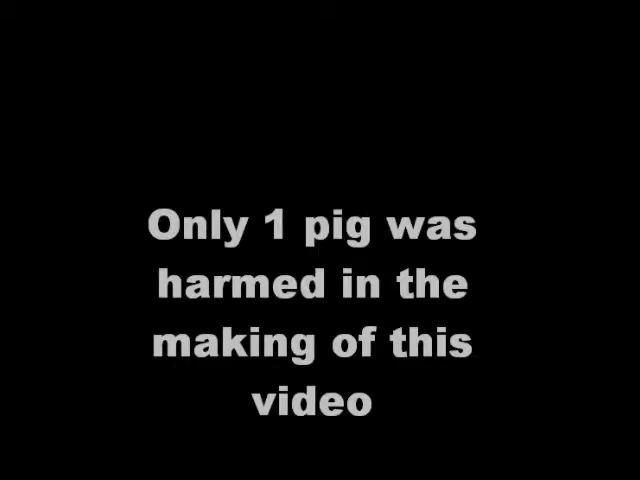 Only 1 pig was
harmed in the
making of this
video